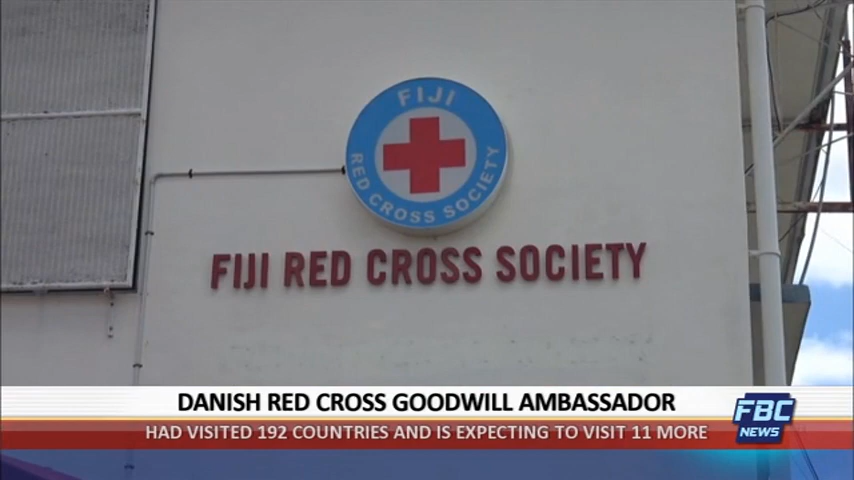 FIJI
RED CROSS SOCIETY
FIJI RED CROSS SOCIETY
DANISH RED CROSS GOODWILL AMBASSADOR
HAD VISITED 192 COUNTRIES AND IS EXPECTING TO VISIT 11 MORE
FBC
NEWS